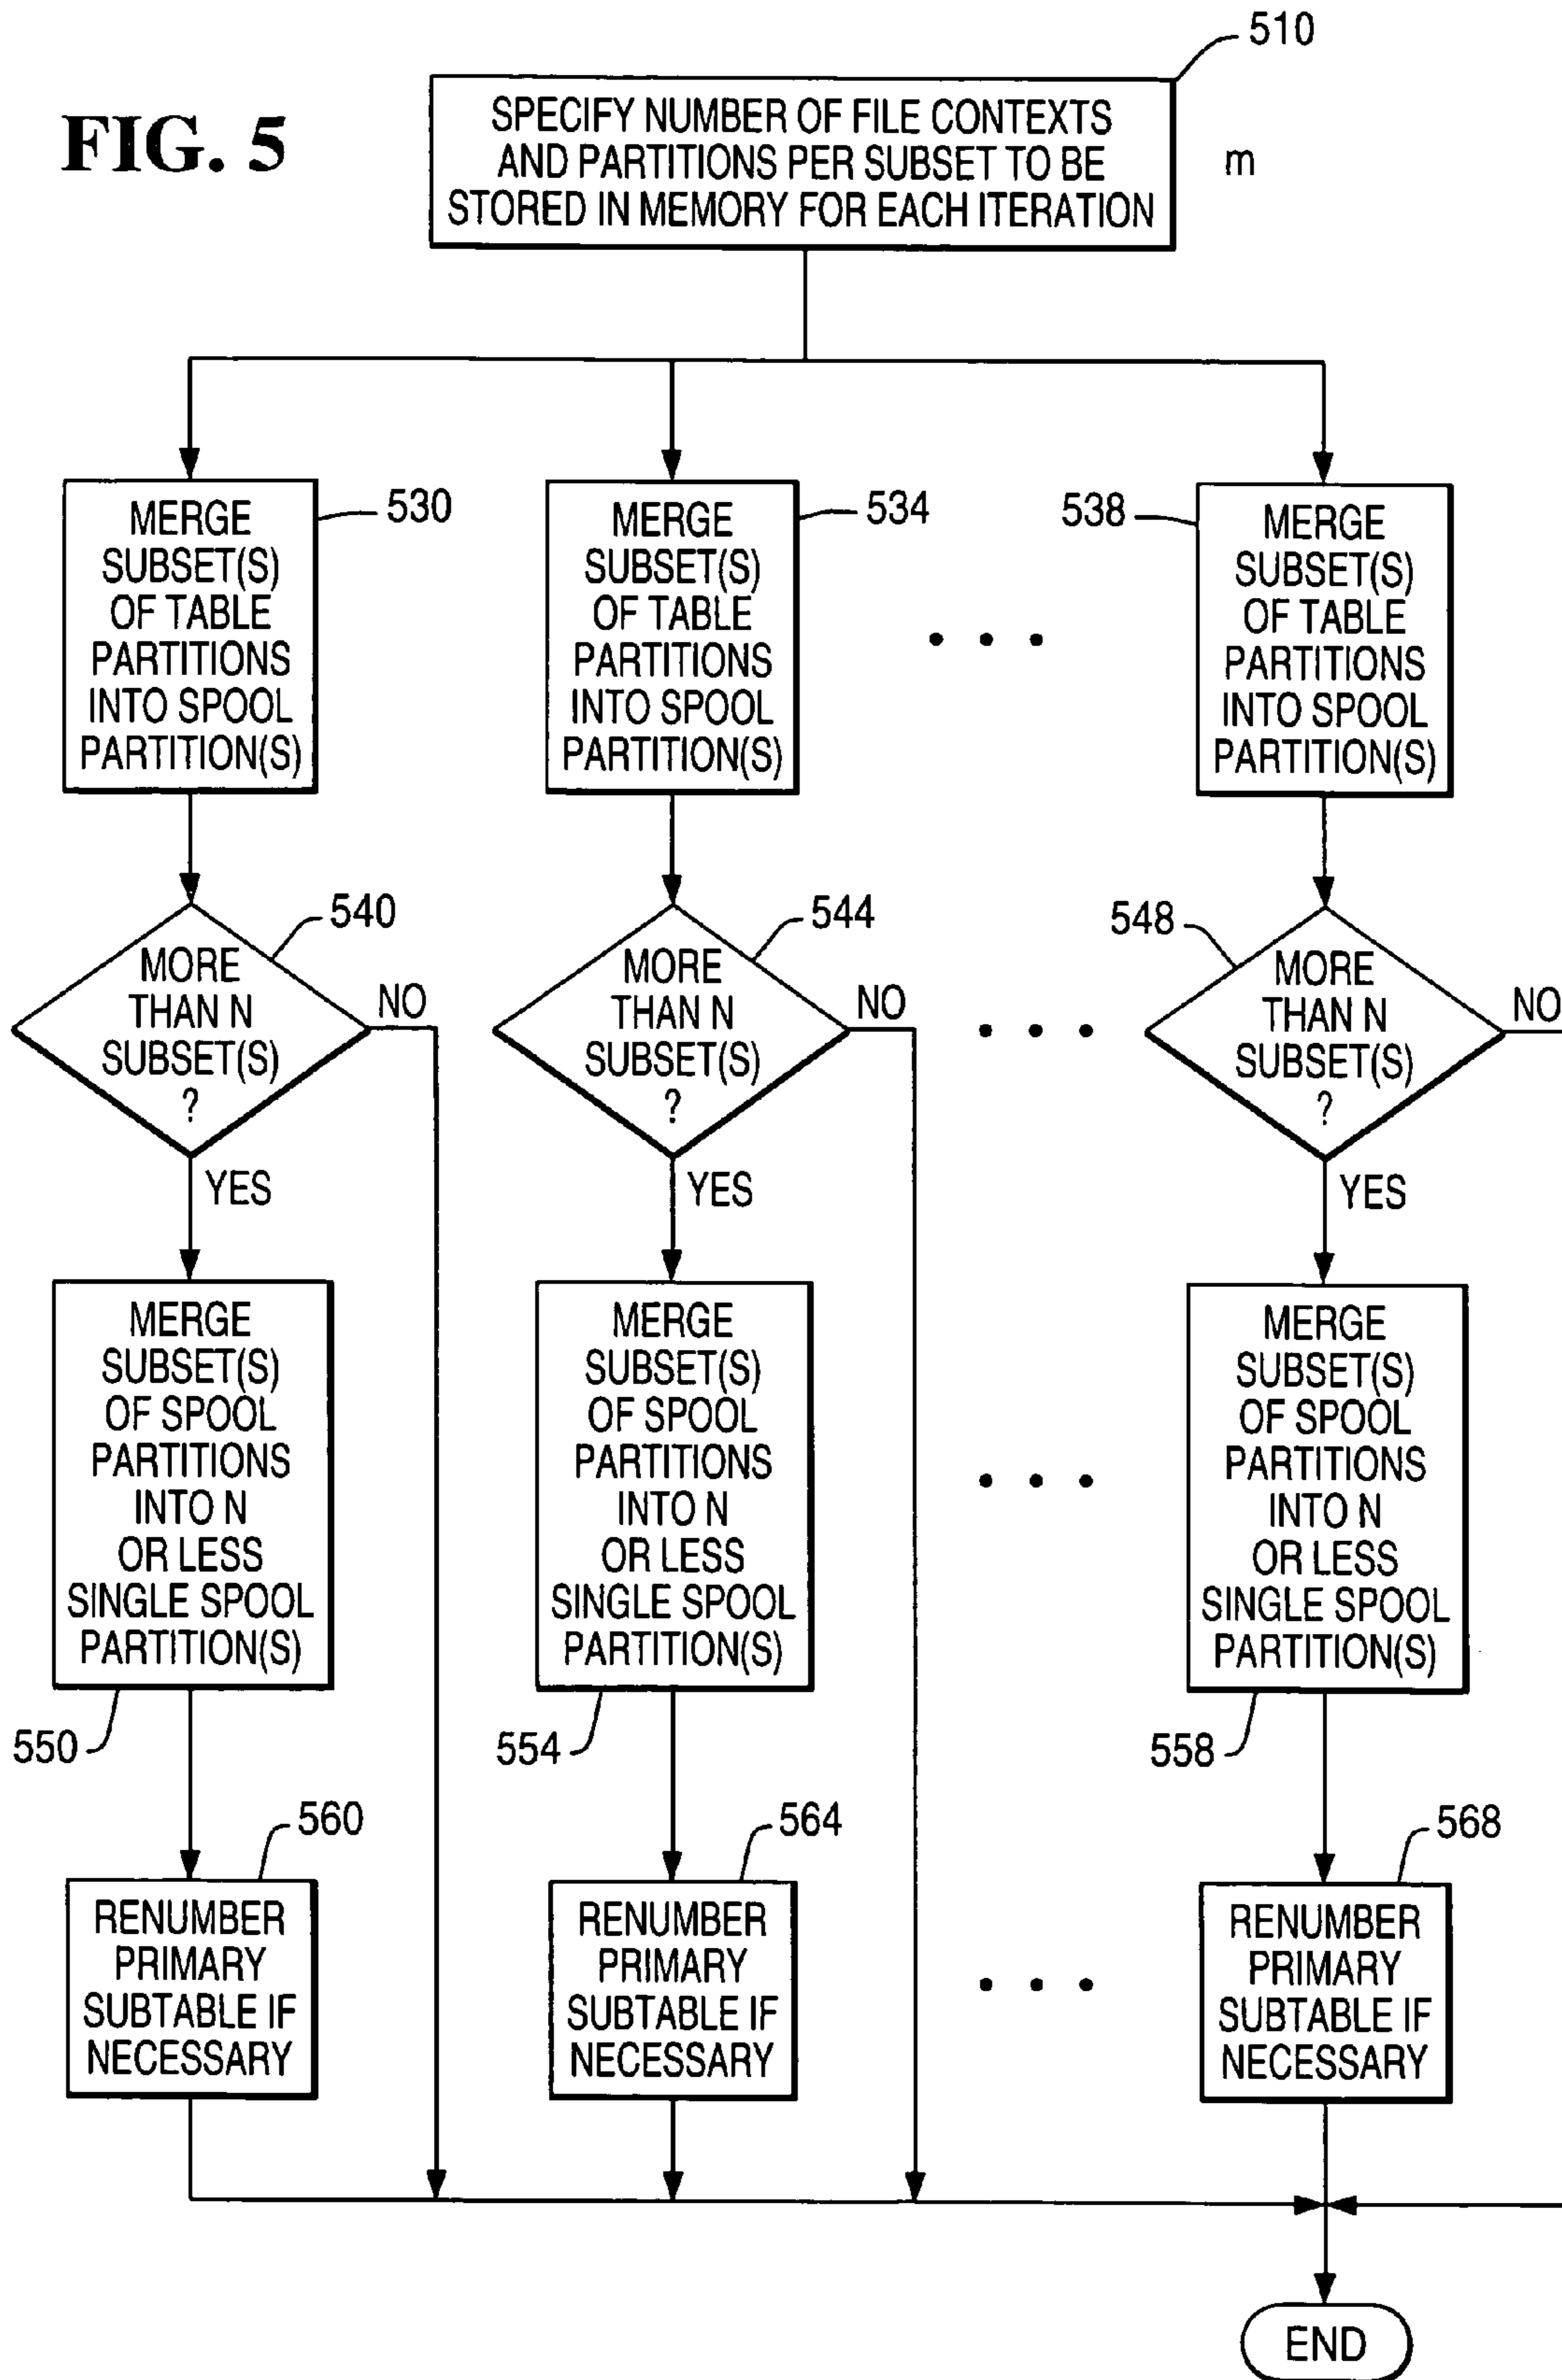 FIG. 5
510
SPECIFY NUMBER OF FILE CONTEXTS
AND PARTITIONS PER SUBSET TO BE
STORED IN MEMORY FOR EACH ITERATION
m
MERGE
SUBSET(S)
OF TABLE
PARTITIONS
INTO SPOOL
PARTITION(S)
530
MERGE
SUBSET(S)
OF TABLE
PARTITIONS
INTO SPOOL
PARTITION(S)
534
538
MERGE
SUBSET(S)
OF TABLE
PARTITIONS
INTO SPOOL
PARTITION(S)
540
MORE
THAN N
SUBSET(S)
?
NO
YES
544
MORE
THAN N
SUBSET(S)
?
NO
YES
548
MORE
THAN N
SUBSET(S)
?
NO
YES
MERGE
SUBSET(S)
OF SPOOL
PARTITIONS
INTO N
OR LESS
SINGLE SPOOL
PARTITION(S)
550
MERGE
SUBSET(S)
OF SPOOL
PARTITIONS
INTO N
OR LESS
SINGLE SPOOL
PARTITION(S)
554
MERGE
SUBSET(S)
OF SPOOL
PARTITIONS
INTO N
OR LESS
SINGLE SPOOL
PARTITION(S)
558
560
RENUMBER
PRIMARY
SUBTABLE IF
NECESSARY
564
RENUMBER
PRIMARY
SUBTABLE IF
NECESSARY
568
RENUMBER
PRIMARY
SUBTABLE IF
NECESSARY
END